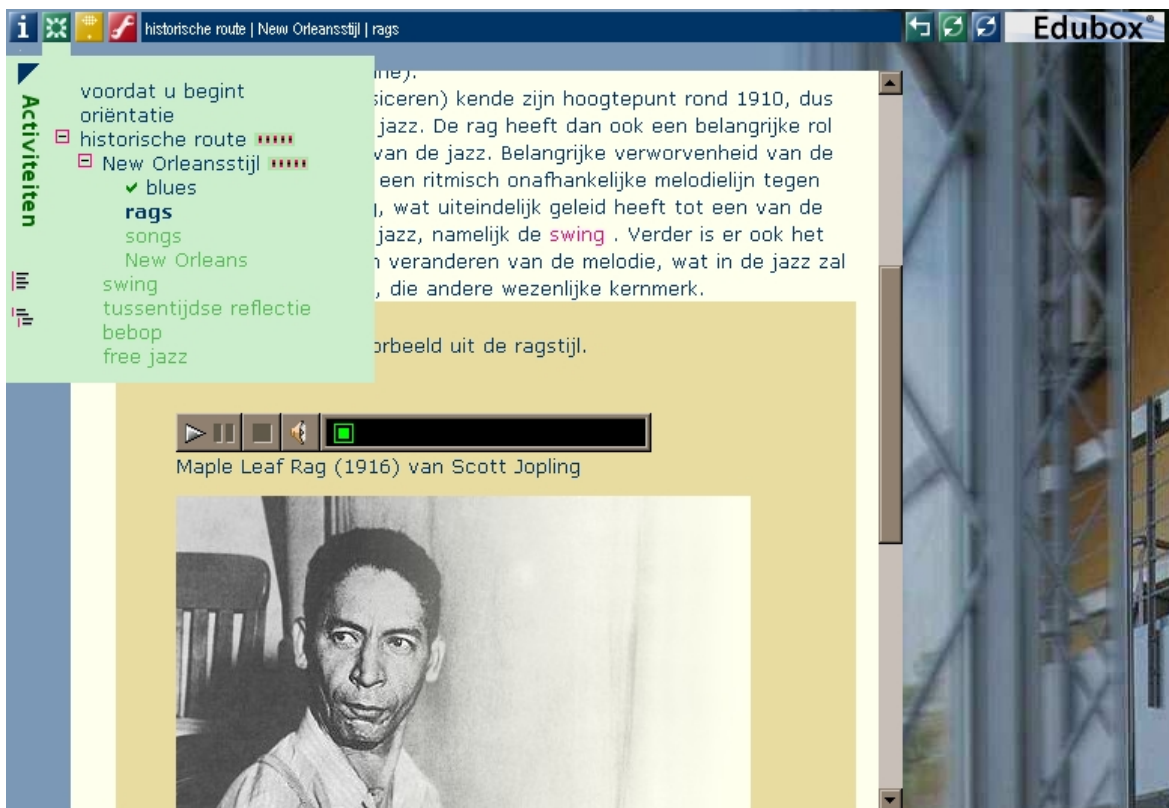 i
historische route | New Orleansstijl | rags
Edubox®
Activiteiten
voordat u begint
oriëntatie
historische route
New Orleansstijl
blues
rags
songs
New Orleans
swing
tussentijdse reflectie
bebop
free jazz
siceren) kende zijn hoogtepunt rond 1910, dus
jazz. De rag heeft dan ook een belangrijke rol
van de jazz. Belangrijke verworvenheid van de
een ritmisch onafhankelijke melodielijn tegen
, wat uiteindelijk geleid heeft tot een van de
jazz, namelijk de swing . Verder is er ook het
veranderen van de melodie, wat in de jazz zal
, die andere wezenlijke kernmerk.
orbeeld uit de ragstijl.
Maple Leaf Rag (1916) van Scott Jopling